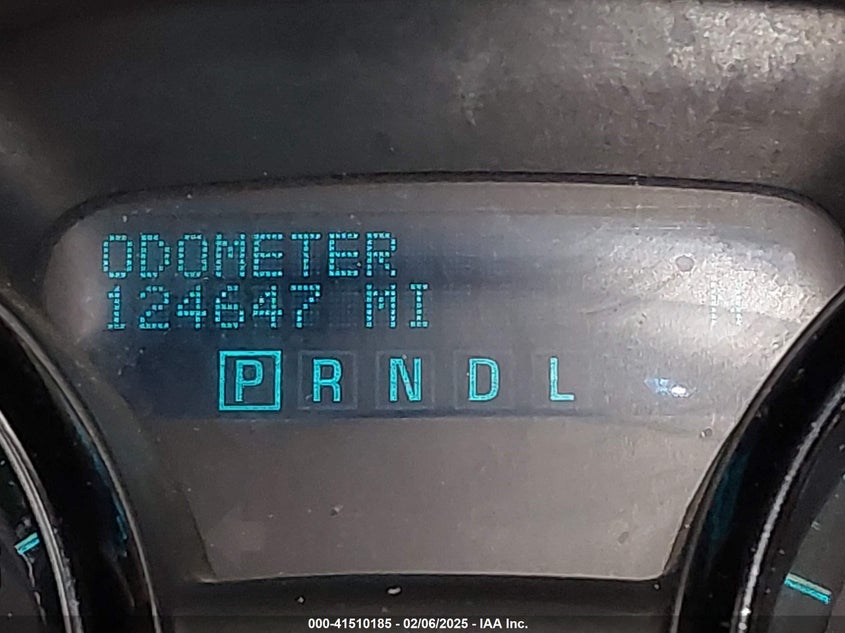 ODOMETER
124647 MI
P R N D L
000-41510185 - 02/06/2025 - IAA Inc.